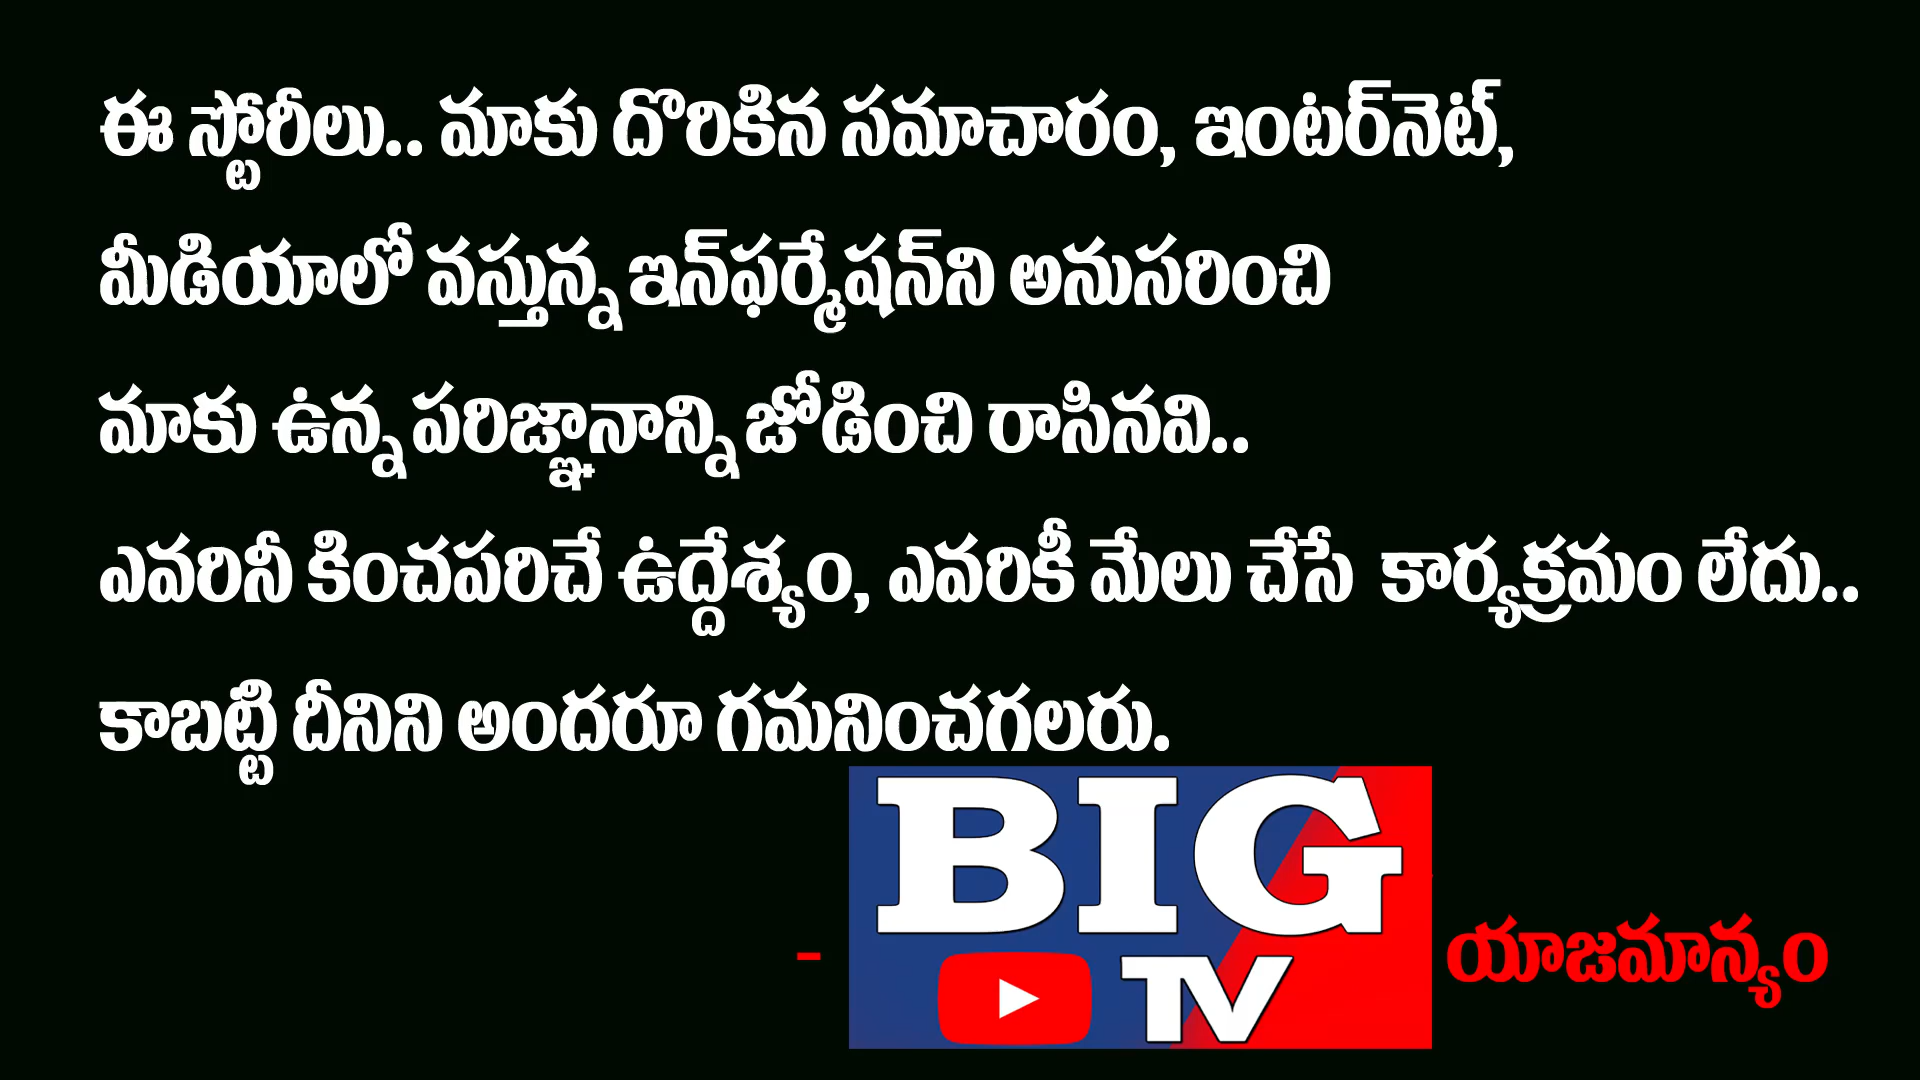 ఈ స్టోరీలు.. మాకు దొరికిన సమాచారం, ఇంటర్‌నెట్,
మీడియాలో వస్తున్న ఇన్‌ఫర్మేషన్‌ని అనుసరించి
మాకు ఉన్న పరిజ్ఞానాన్ని జోడించి రాసినవి..
ఎవరినీ కించపరిచే ఉద్దేశ్యం, ఎవరికీ మేలు చేసే కార్యక్రమం లేదు..
కాబట్టి దీనిని అందరూ గమనించగలరు.
BIG
TV
- యాజమాన్యం